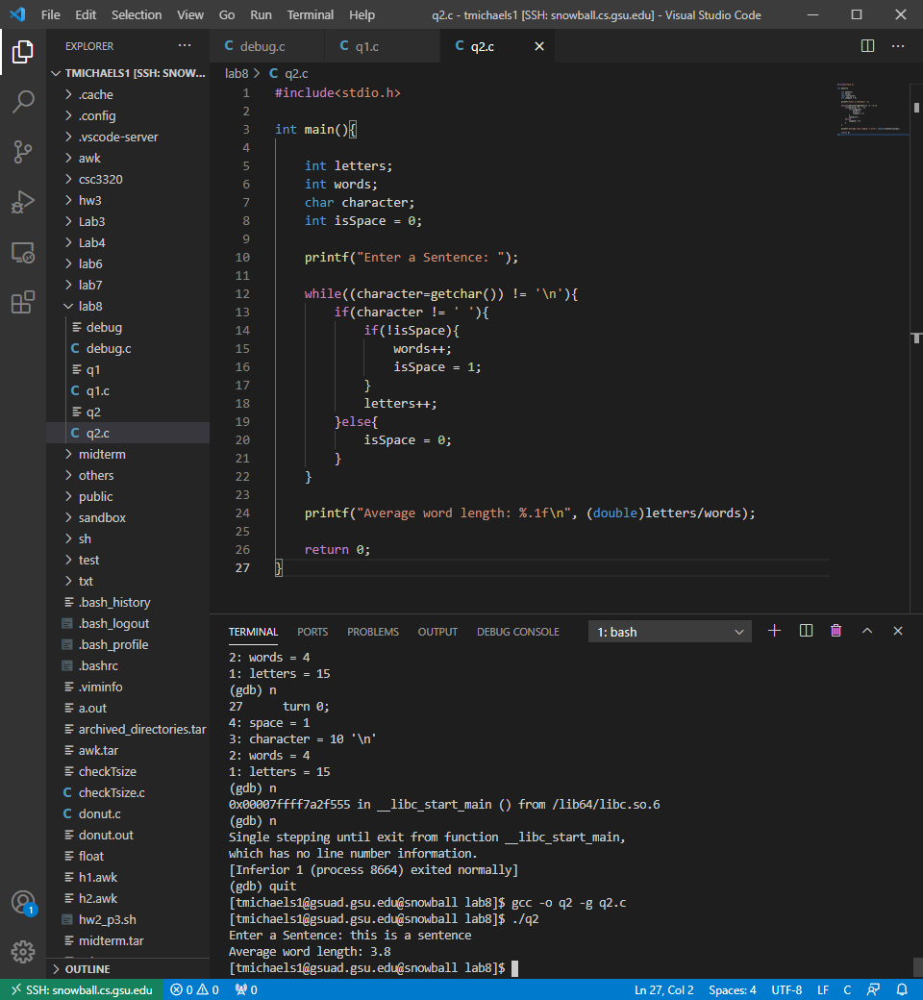 File Edit Selection View Go Run Terminal Help q2.c - tmichaels1 [SSH: snowball.cs.gsu.edu] - Visual Studio Code
EXPLORER ···
TMICHAELS1 [SSH: SNOW...
.cache
.config
.vscode-server
awk
csc3320
hw3
Lab3
Lab4
lab6
lab7
lab8
debug
C debug.c
q1
C q1.c
q2
C q2.c
midterm
others
public
sandbox
sh
test
txt
.bash_history
.bash_logout
.bash_profile
.bashrc
.viminfo
a.out
archived_directories.tar
awk.tar
checkTsize
C checkTsize.c
C donut.c
donut.out
float
h1.awk
h2.awk
hw2_p3.sh
midterm.tar
OUTLINE
1
C debug.c C q1.c C q2.c
lab8 > C q2.c
1 #include<stdio.h>
2
3 int main(){
4
5 int letters;
6 int words;
7 char character;
8 int isSpace = 0;
9
10 printf("Enter a Sentence: ");
11
12 while((character=getchar()) != '\n'){
13 if(character != ' '){
14 if(!isSpace){
15 words++;
16 isSpace = 1;
17 }
18 letters++;
19 }else{
20 isSpace = 0;
21 }
22 }
23
24 printf("Average word length: %.1f\n", (double)letters/words);
25
26 return 0;
27 }
TERMINAL PORTS PROBLEMS OUTPUT DEBUG CONSOLE 1: bash
2: words = 4
1: letters = 15
(gdb) n
27 turn 0;
4: space = 1
3: character = 10 '\n'
2: words = 4
1: letters = 15
(gdb) n
0x00007ffff7a2f555 in __libc_start_main () from /lib64/libc.so.6
(gdb) n
Single stepping until exit from function __libc_start_main,
which has no line number information.
[Inferior 1 (process 8664) exited normally]
(gdb) quit
[tmichaels1@gsuad.gsu.edu@snowball lab8]$ gcc -o q2 -g q2.c
[tmichaels1@gsuad.gsu.edu@snowball lab8]$ ./q2
Enter a Sentence: this is a sentence
Average word length: 3.8
[tmichaels1@gsuad.gsu.edu@snowball lab8]$
SSH: snowball.cs.gsu.edu 0 0 0 Ln 27, Col 2 Spaces: 4 UTF-8 LF C